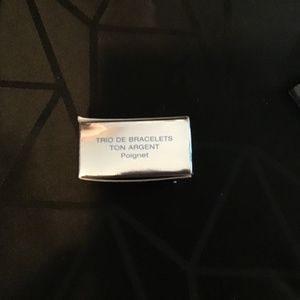 TRIO DE BRACELETS
TON ARGENT
Poignet